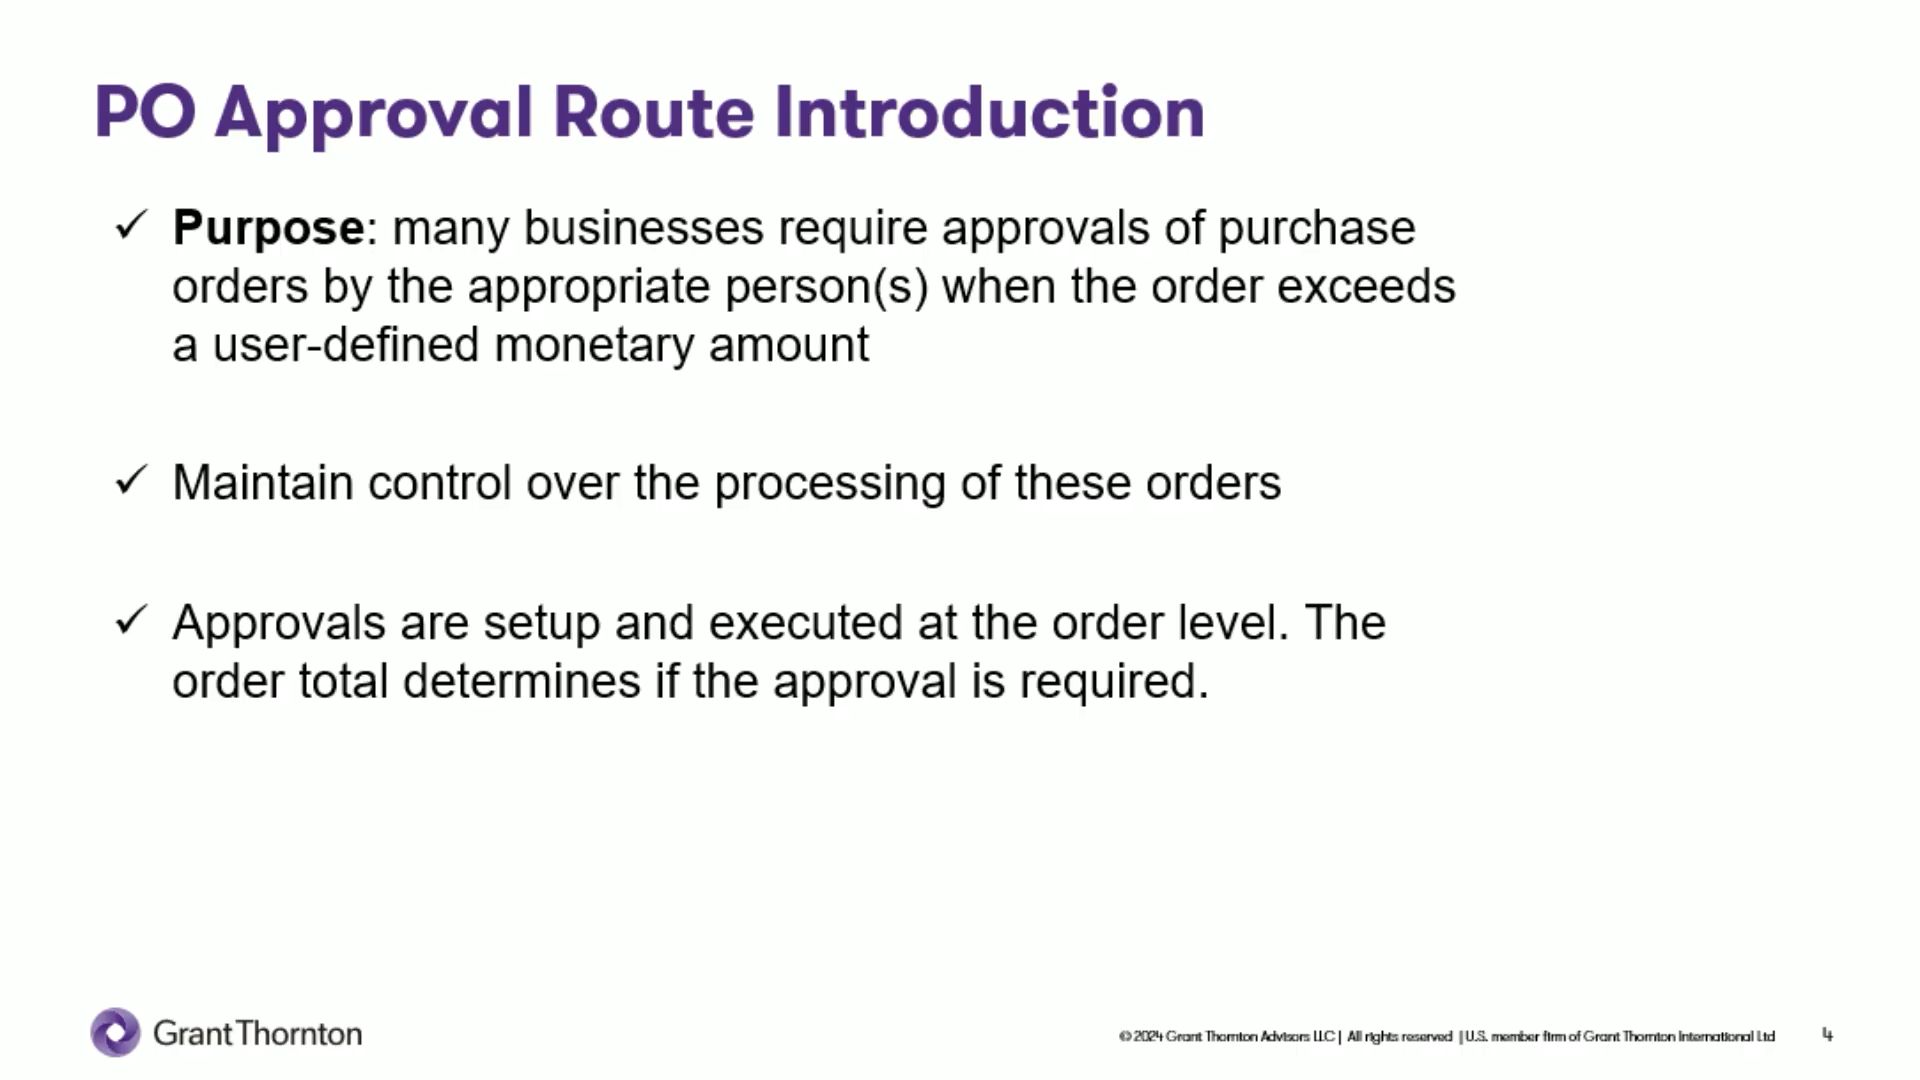 PO Approval Route Introduction
✓ Purpose: many businesses require approvals of purchase
orders by the appropriate person(s) when the order exceeds
a user-defined monetary amount
✓ Maintain control over the processing of these orders
✓ Approvals are setup and executed at the order level. The
order total determines if the approval is required.
Grant Thornton
© 2024 Grant Thornton Advisors LLC | All rights reserved | U.S. member firm of Grant Thornton International Ltd
4